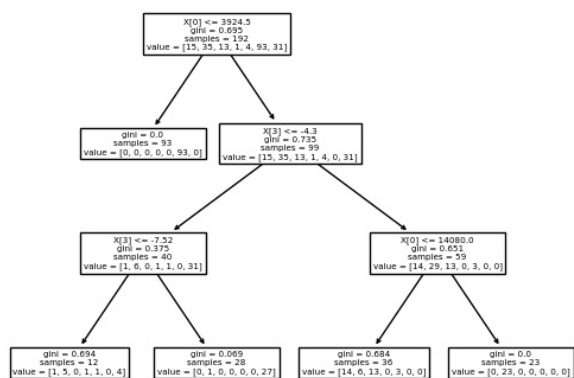 X[0] <= 3924.5
gini = 0.695
samples = 192
value = [15, 35, 13, 1, 4, 93, 31]
gini = 0.0
samples = 93
value = [0, 0, 0, 0, 0, 93, 0]
X[3] <= -4.3
gini = 0.735
samples = 99
value = [15, 35, 13, 1, 4, 0, 31]
X[3] <= -7.52
gini = 0.375
samples = 40
value = [1, 6, 0, 1, 1, 0, 31]
X[0] <= 14080.0
gini = 0.651
samples = 59
value = [14, 29, 13, 0, 3, 0, 0]
gini = 0.694
samples = 12
value = [1, 5, 0, 1, 1, 0, 4]
gini = 0.069
samples = 28
value = [0, 1, 0, 0, 0, 0, 27]
gini = 0.684
samples = 36
value = [14, 6, 13, 0, 3, 0, 0]
gini = 0.0
samples = 23
value = [0, 23, 0, 0, 0, 0, 0]